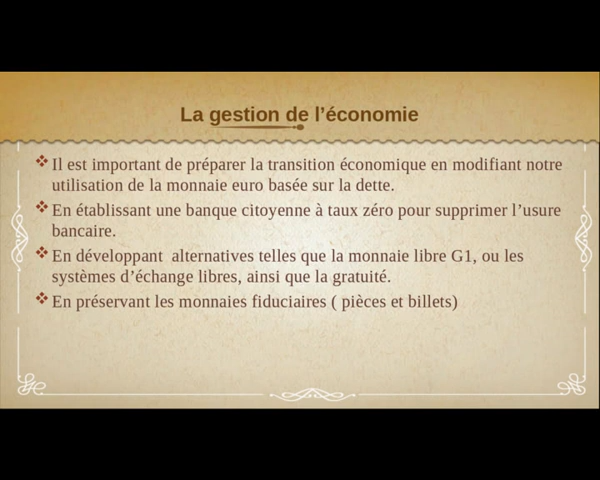 La gestion de l’économie
Il est important de préparer la transition économique en modifiant notre
utilisation de la monnaie euro basée sur la dette.
En établissant une banque citoyenne à taux zéro pour supprimer l’usure
bancaire.
En développant  alternatives telles que la monnaie libre G1, ou les
systèmes d’échange libres, ainsi que la gratuité.
En préservant les monnaies fiduciaires ( pièces et billets)